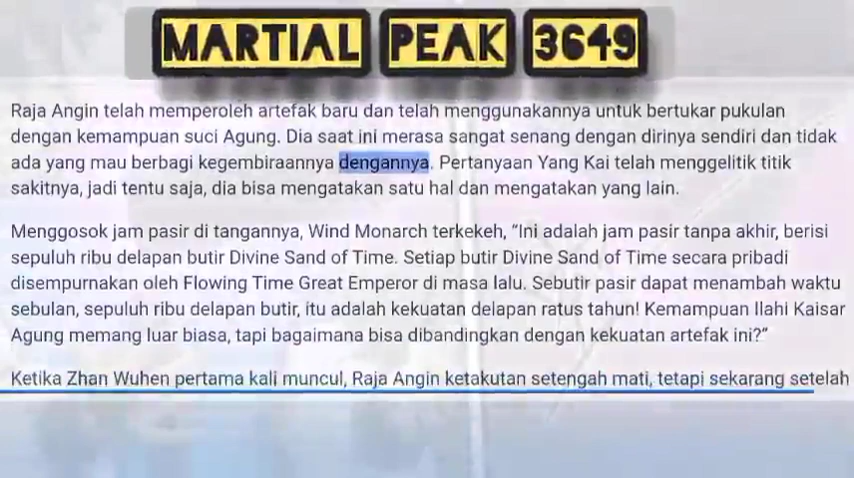 MARTIAL PEAK 3649
Raja Angin telah memperoleh artefak baru dan telah menggunakannya untuk bertukar pukulan
dengan kemampuan suci Agung. Dia saat ini merasa sangat senang dengan dirinya sendiri dan tidak
ada yang mau berbagi kegembiraannya dengannya. Pertanyaan Yang Kai telah menggelitik titik
sakitnya, jadi tentu saja, dia bisa mengatakan satu hal dan mengatakan yang lain.
Menggosok jam pasir di tangannya, Wind Monarch terkekeh, “Ini adalah jam pasir tanpa akhir, berisi
sepuluh ribu delapan butir Divine Sand of Time. Setiap butir Divine Sand of Time secara pribadi
disempurnakan oleh Flowing Time Great Emperor di masa lalu. Sebutir pasir dapat menambah waktu
sebulan, sepuluh ribu delapan butir, itu adalah kekuatan delapan ratus tahun! Kemampuan Ilahi Kaisar
Agung memang luar biasa, tapi bagaimana bisa dibandingkan dengan kekuatan artefak ini?”
Ketika Zhan Wuhen pertama kali muncul, Raja Angin ketakutan setengah mati, tetapi sekarang setelah